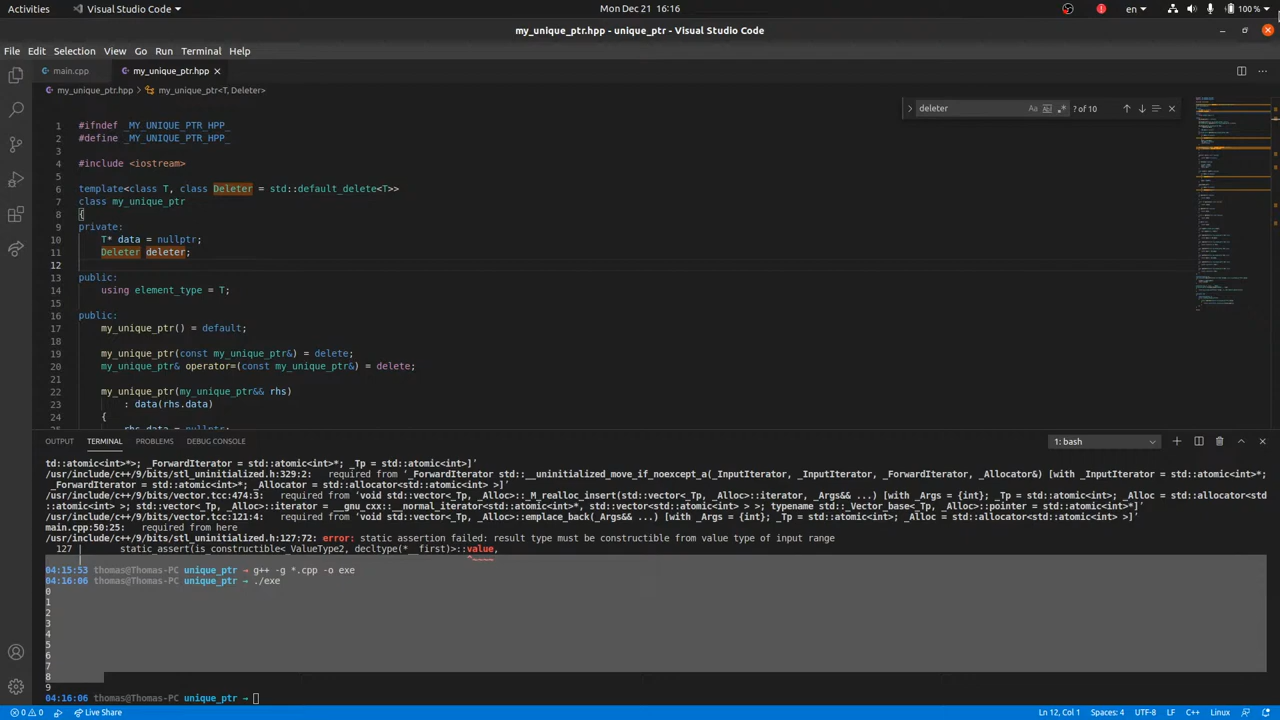 Activities
Visual Studio Code
Mon Dec 21 16:16
en
100 %
my_unique_ptr.hpp - unique_ptr - Visual Studio Code
File Edit Selection View Go Run Terminal Help
main.cpp
my_unique_ptr.hpp
my_unique_ptr.hpp
my_unique_ptr<T, Deleter>
deleter
Aa
? of 10
1 #ifndef _MY_UNIQUE_PTR_HPP_
2 #define _MY_UNIQUE_PTR_HPP_
3
4 #include <iostream>
5
6 template<class T, class Deleter = std::default_delete<T>>
7 class my_unique_ptr
8 {
9 private:
10 T* data = nullptr;
11 Deleter deleter;
12
13 public:
14 using element_type = T;
15
16 public:
17 my_unique_ptr() = default;
18
19 my_unique_ptr(const my_unique_ptr&) = delete;
20 my_unique_ptr& operator=(const my_unique_ptr&) = delete;
21
22 my_unique_ptr(my_unique_ptr&& rhs)
23 : data(rhs.data)
24 {
rhs.data = nullptr;
OUTPUT TERMINAL PROBLEMS DEBUG CONSOLE
1: bash
td::atomic<int>*>; _ForwardIterator = std::atomic<int>*; _Tp = std::atomic<int>]’
/usr/include/c++/9/bits/stl_uninitialized.h:329:2: required from ‘_ForwardIterator std::__uninitialized_move_if_noexcept_a(_InputIterator, _InputIterator, _ForwardIterator, _Allocator&) [with _InputIterator = std::atomic<int>*;
_ForwardIterator = std::atomic<int>*; _Allocator = std::allocator<std::atomic<int> >]’
/usr/include/c++/9/bits/vector.tcc:474:3: required from ‘void std::vector<_Tp, _Alloc>::_M_realloc_insert(std::vector<_Tp, _Alloc>::iterator, _Args&& ...) [with _Args = {int}; _Tp = std::atomic<int>; _Alloc = std::allocator<std
::atomic<int> >; std::vector<_Tp, _Alloc>::iterator = __gnu_cxx::__normal_iterator<std::atomic<int>*, std::vector<std::atomic<int> > >; typename std::_Vector_base<_Tp, _Alloc>::pointer = std::atomic<int>*]’
/usr/include/c++/9/bits/vector.tcc:121:4: required from ‘void std::vector<_Tp, _Alloc>::emplace_back(_Args&& ...) [with _Args = {int}; _Tp = std::atomic<int>; _Alloc = std::allocator<std::atomic<int> >]’
main.cpp:50:25: required from here
/usr/include/c++/9/bits/stl_uninitialized.h:127:72: error: static assertion failed: result type must be constructible from value type of input range
127 | static_assert(is_constructible<_ValueType2, decltype(*__first)>::value,
| ^~~~~
04:15:53 thomas@Thomas-PC unique_ptr → g++ -g *.cpp -o exe
04:16:06 thomas@Thomas-PC unique_ptr → ./exe
0
1
2
3
4
5
6
7
8
9
04:16:06 thomas@Thomas-PC unique_ptr →
0 0 Live Share
Ln 12, Col 1 Spaces: 4 UTF-8 LF C++ Linux